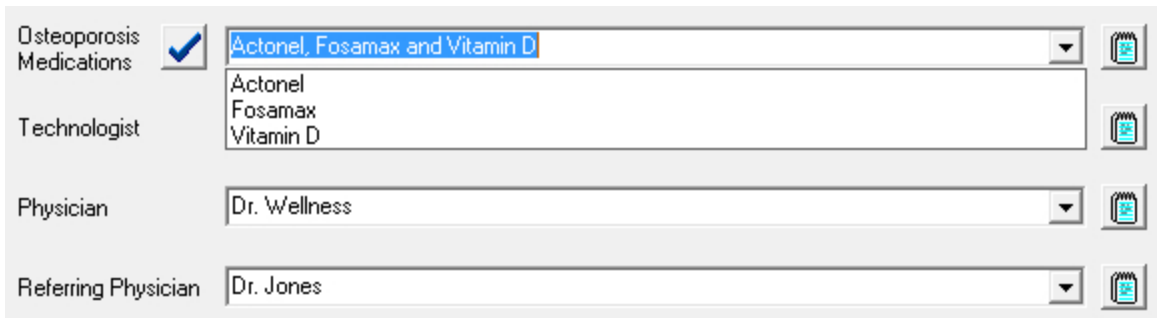 Osteoporosis
Medications
Actonel, Fosamax and Vitamin D
Actonel
Fosamax
Vitamin D
Technologist
Physician
Dr. Wellness
Referring Physician
Dr. Jones